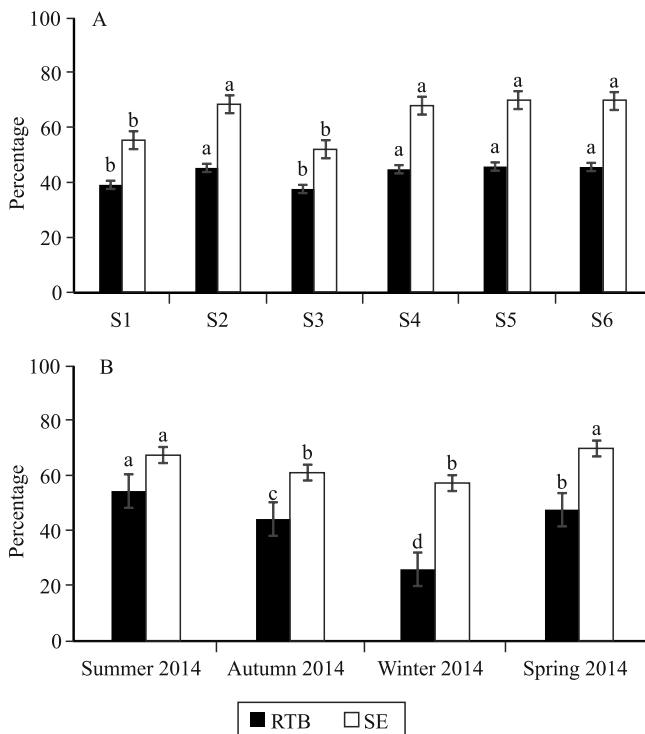 A
100
80
60
40
20
0
Percentage
b b a a b b a a a a a a
S1 S2 S3 S4 S5 S6
B
100
80
60
40
20
0
Percentage
a a c b d b b a
Summer 2014 Autumn 2014 Winter 2014 Spring 2014
RTB SE